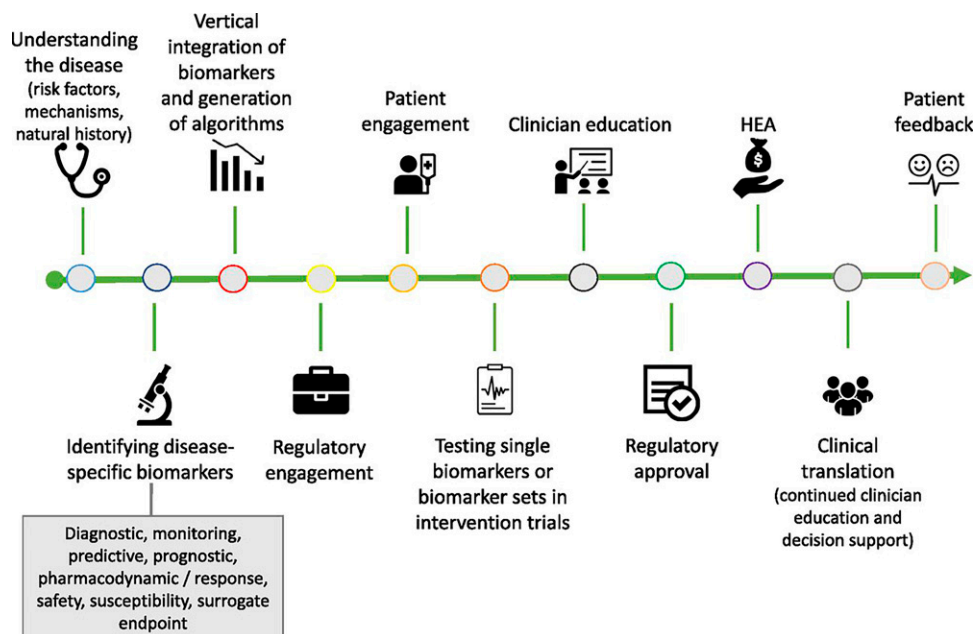 Understanding
the disease
(risk factors,
mechanisms,
natural history)
Vertical
integration of
biomarkers
and generation
of algorithms
Patient
engagement
Clinician education
HEA
$
Patient
feedback
Identifying disease-
specific biomarkers
Diagnostic, monitoring,
predictive, prognostic,
pharmacodynamic / response,
safety, susceptibility, surrogate
endpoint
Regulatory
engagement
Testing single
biomarkers or
biomarker sets in
intervention trials
Regulatory
approval
Clinical
translation
(continued clinician
education and
decision support)